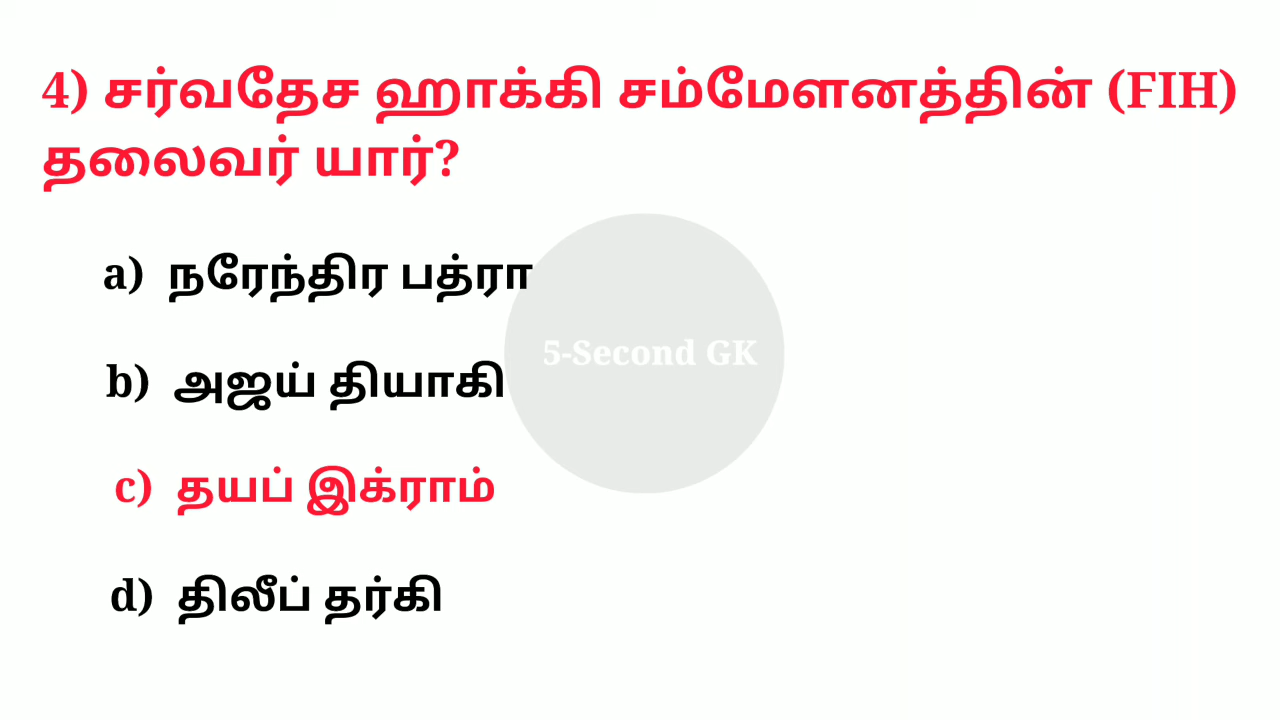 4) சர்வதேச ஹாக்கி சம்மேளனத்தின் (FIH)
தலைவர் யார்?
a) நரேந்திர பத்ரா
5-Second GK
b) அஜய் தியாகி
c) தயப் இக்ராம்
d) திலீப் தர்கி